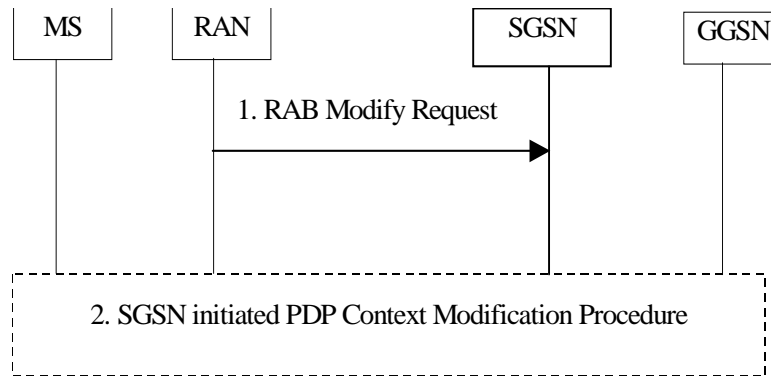 MS
RAN
SGSN
GGSN
1. RAB Modify Request
2. SGSN initiated PDP Context Modification Procedure